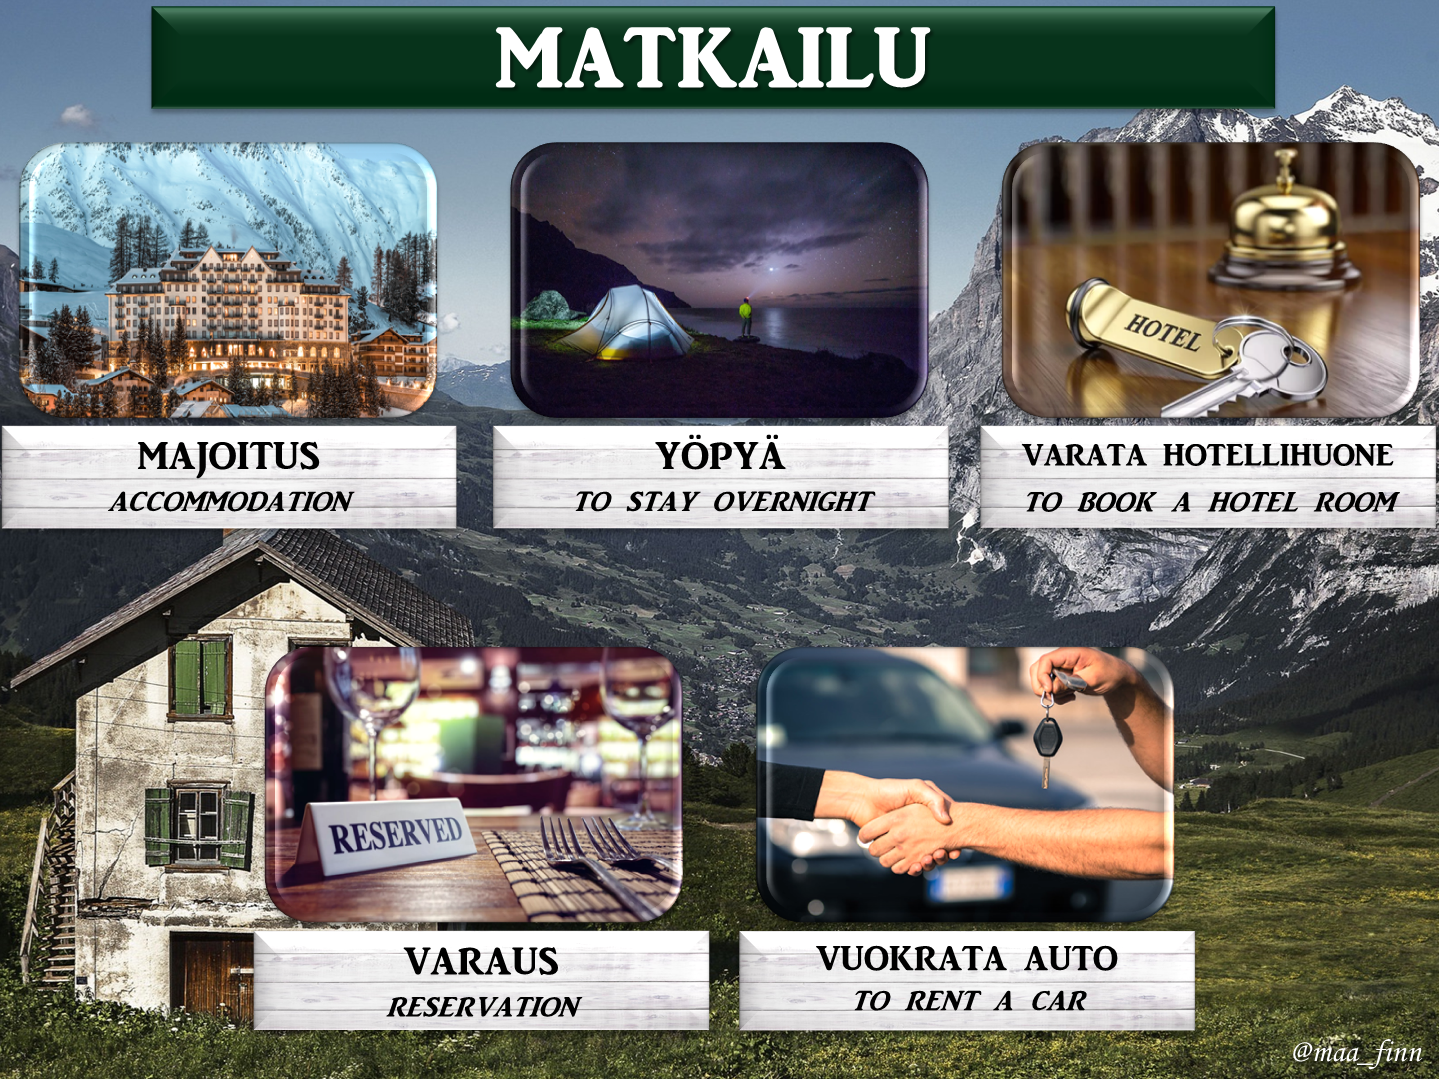 MATKAILU
HOTEL
MAJOITUS
ACCOMMODATION
YÖPYÄ
TO STAY OVERNIGHT
VARATA HOTELLIHUONE
TO BOOK A HOTEL ROOM
RESERVED
VARAUS
RESERVATION
VUOKRATA AUTO
TO RENT A CAR
@maa_finn